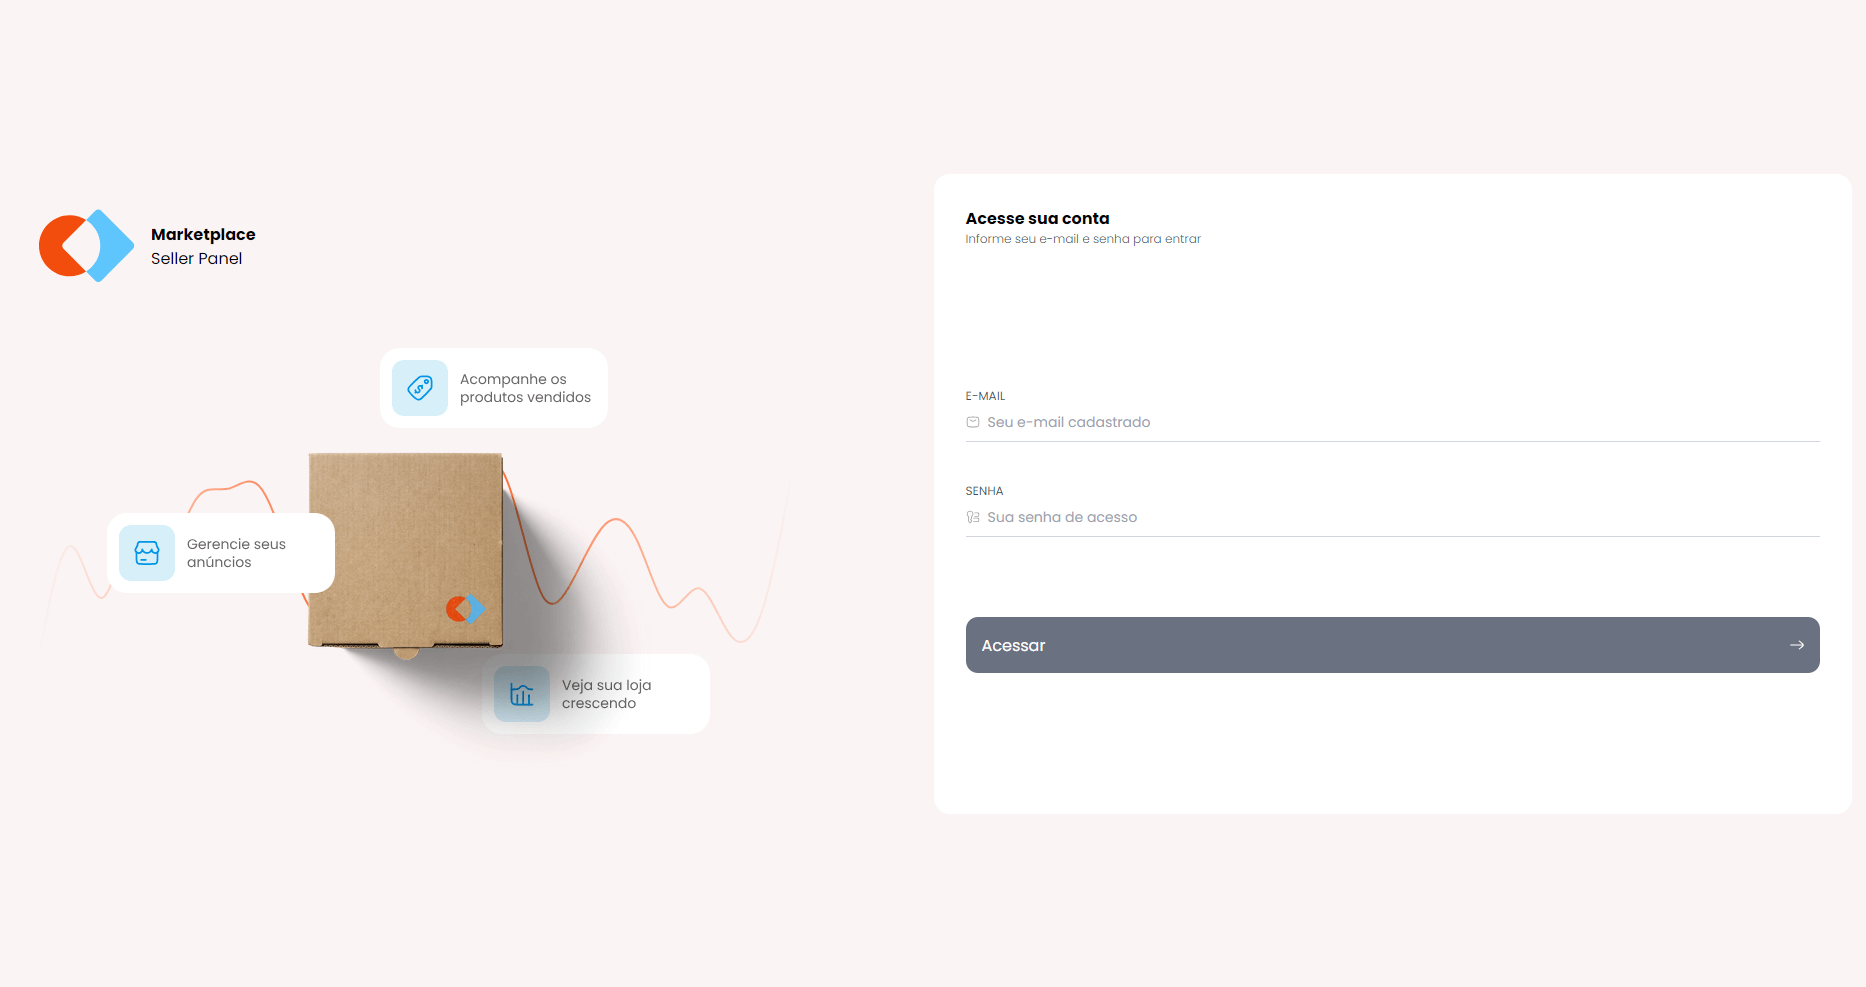 Marketplace
Seller Panel
Acompanhe os
produtos vendidos
Gerencie seus
anúncios
Veja sua loja
crescendo
Acesse sua conta
Informe seu e-mail e senha para entrar
E-MAIL
Seu e-mail cadastrado
SENHA
Sua senha de acesso
Acessar